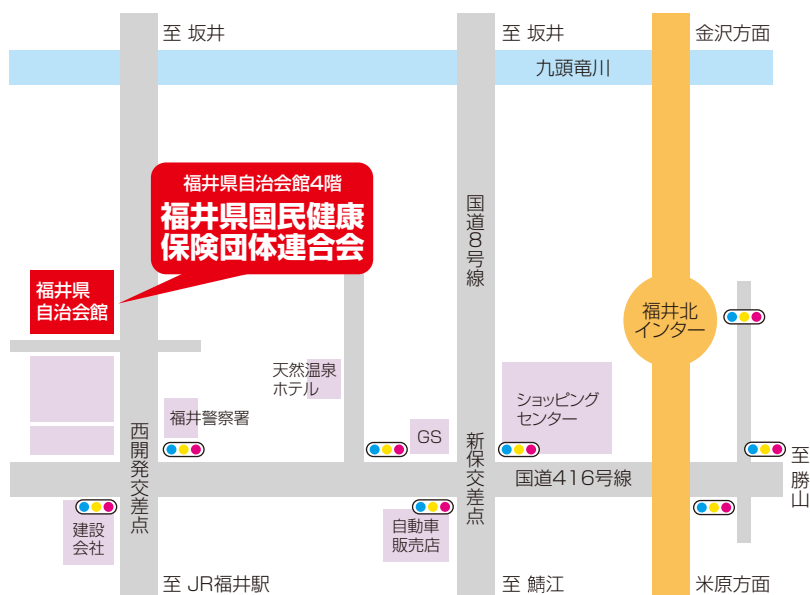 至 坂井
至 坂井
金沢方面
九頭竜川
福井県自治会館4階
福井県国民健康
保険団体連合会
国道8号線
福井県
自治会館
福井北
インター
天然温泉
ホテル
ショッピング
センター
福井警察署
GS
西開発交差点
新保交差点
国道416号線
至 勝山
建設
会社
自動車
販売店
至 JR福井駅
至 鯖江
米原方面